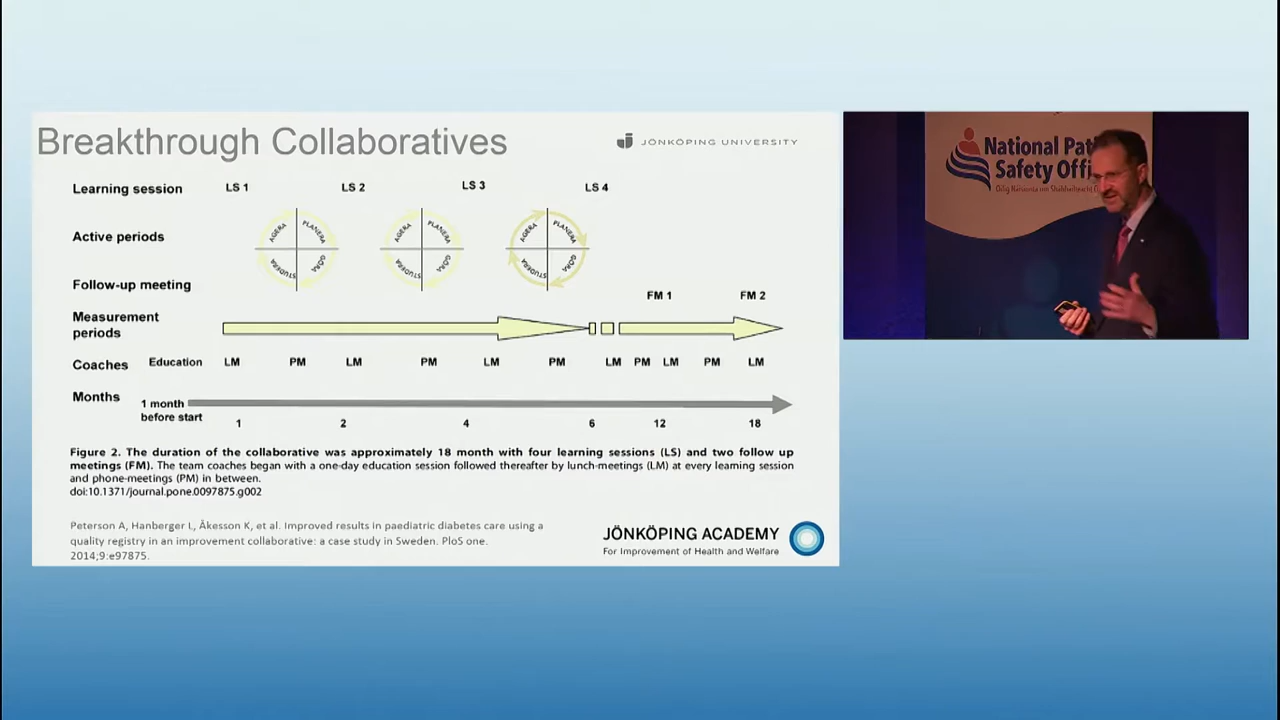 Breakthrough Collaboratives
JÖNKÖPING UNIVERSITY
Learning session
LS 1
LS 2
LS 3
LS 4
Active periods
AGERA
PLANERA
STUDERA
GÖRA
AGERA
PLANERA
STUDERA
GÖRA
AGERA
PLANERA
STUDERA
GÖRA
Follow-up meeting
FM 1
FM 2
Measurement
periods
Coaches
Education
LM
PM
LM
PM
LM
PM
LM
PM
LM
PM
LM
Months
1 month
before start
1
2
4
6
12
18
Figure 2. The duration of the collaborative was approximately 18 month with four learning sessions (LS) and two follow up
meetings (FM). The team coaches began with a one-day education session followed thereafter by lunch-meetings (LM) at every learning session
and phone-meetings (PM) in between.
doi:10.1371/journal.pone.0097875.g002
Peterson A, Hanberger L, Åkesson K, et al. Improved results in paediatric diabetes care using a
quality registry in an improvement collaborative: a case study in Sweden. PloS one.
2014;9:e97875.
JÖNKÖPING ACADEMY
For Improvement of Health and Welfare
National Pat
Safety Offi